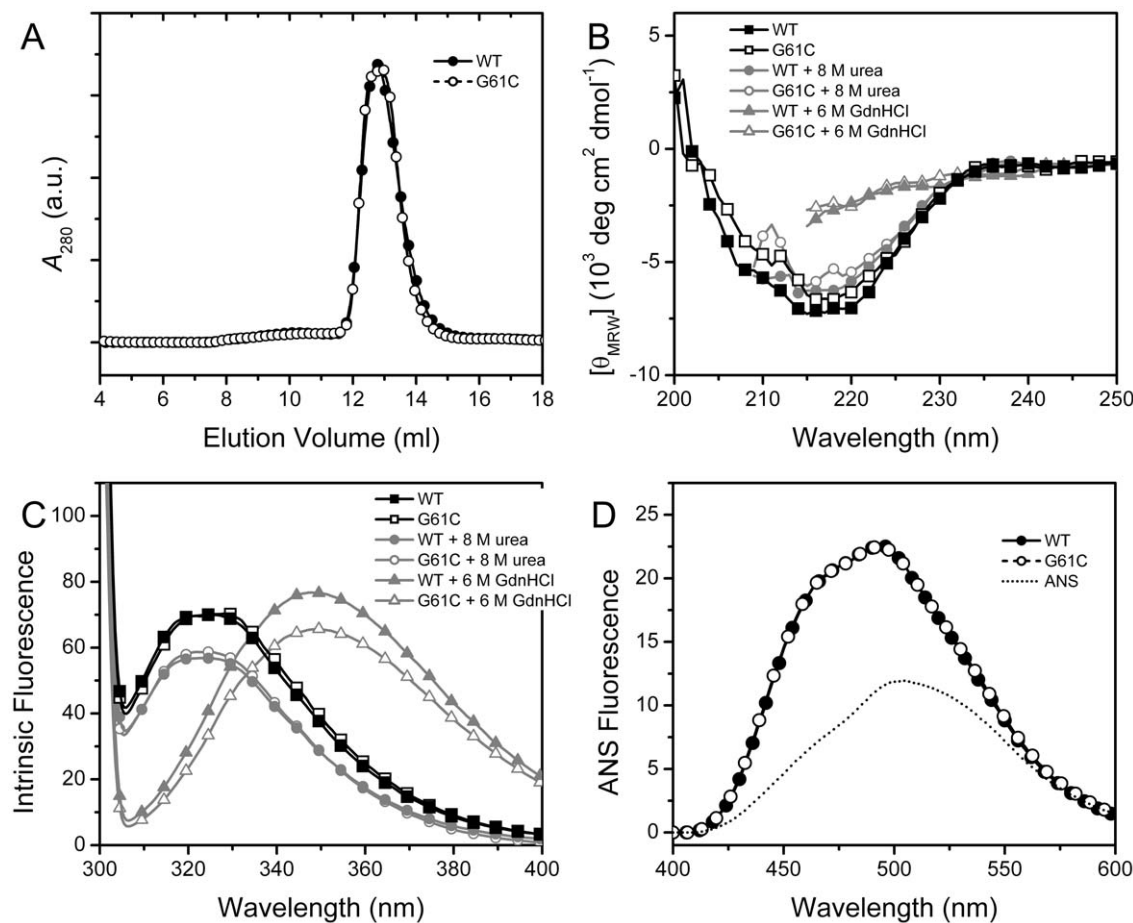 A
WT
G61C
A280 (a.u.)
4 6 8 10 12 14 16 18
Elution Volume (ml)
B
WT
G61C
WT + 8 M urea
G61C + 8 M urea
WT + 6 M GdnHCl
G61C + 6 M GdnHCl
5
0
-5
-10
[θMRW] (10³ deg cm² dmol⁻¹)
200 210 220 230 240 250
Wavelength (nm)
C
WT
G61C
WT + 8 M urea
G61C + 8 M urea
WT + 6 M GdnHCl
G61C + 6 M GdnHCl
100
80
60
40
20
0
Intrinsic Fluorescence
300 320 340 360 380 400
Wavelength (nm)
D
WT
G61C
ANS
25
20
15
10
5
0
ANS Fluorescence
400 450 500 550 600
Wavelength (nm)